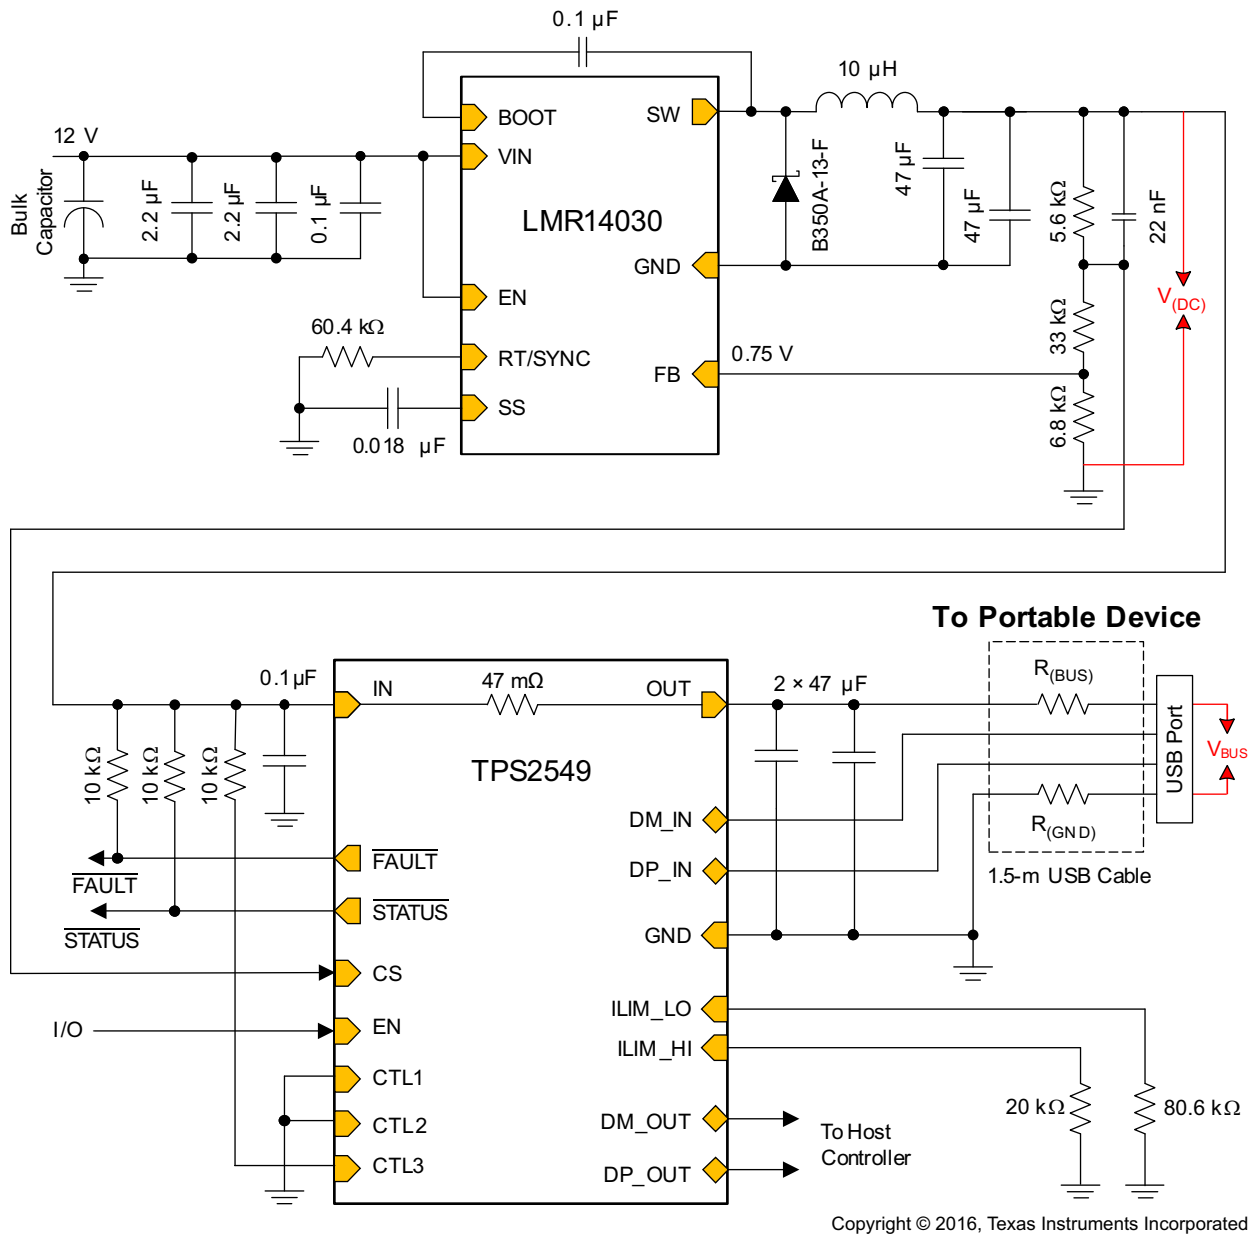 0.1 µF
10 µH
BOOT
SW
12 V
VIN
Bulk
Capacitor
2.2 µF
2.2 µF
0.1 µF
LMR14030
B350A-13-F
47 µF
47 µF
5.6 kΩ
22 nF
GND
EN
V(DC)
60.4 kΩ
RT/SYNC
33 kΩ
0.75 V
FB
SS
0.018 µF
6.8 kΩ
To Portable Device
0.1 µF
IN
47 mΩ
OUT
2 × 47 µF
R(BUS)
10 kΩ
10 kΩ
10 kΩ
TPS2549
USB Port
VBUS
DM_IN
R(GND)
FAULT
FAULT
DP_IN
1.5-m USB Cable
STATUS
STATUS
GND
CS
ILIM_LO
I/O
EN
ILIM_HI
CTL1
20 kΩ
80.6 kΩ
CTL2
DM_OUT
To Host
Controller
CTL3
DP_OUT
Copyright © 2016, Texas Instruments Incorporated